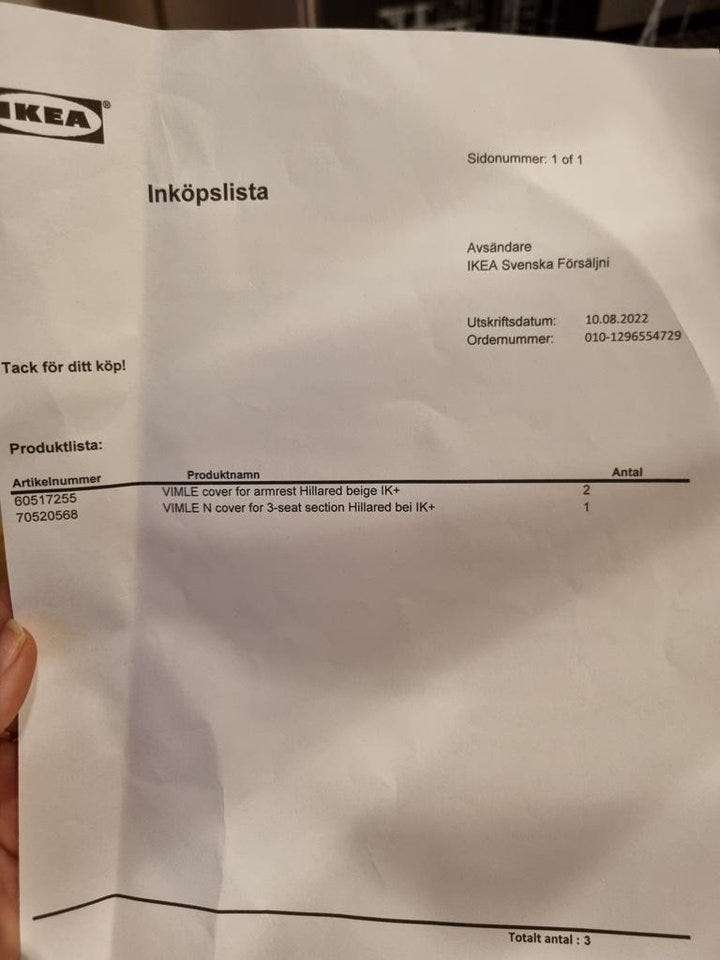 IKEA®
Sidonummer: 1 of 1
Inköpslista
Avsändare
IKEA Svenska Försäljni
Utskriftsdatum: 10.08.2022
Ordernummer: 010-1296554729
Tack för ditt köp!
Produktlista:
Artikelnummer Produktnamn Antal
60517255 VIMLE cover for armrest Hillared beige IK+ 2
70520568 VIMLE N cover for 3-seat section Hillared bei IK+ 1
Totalt antal : 3